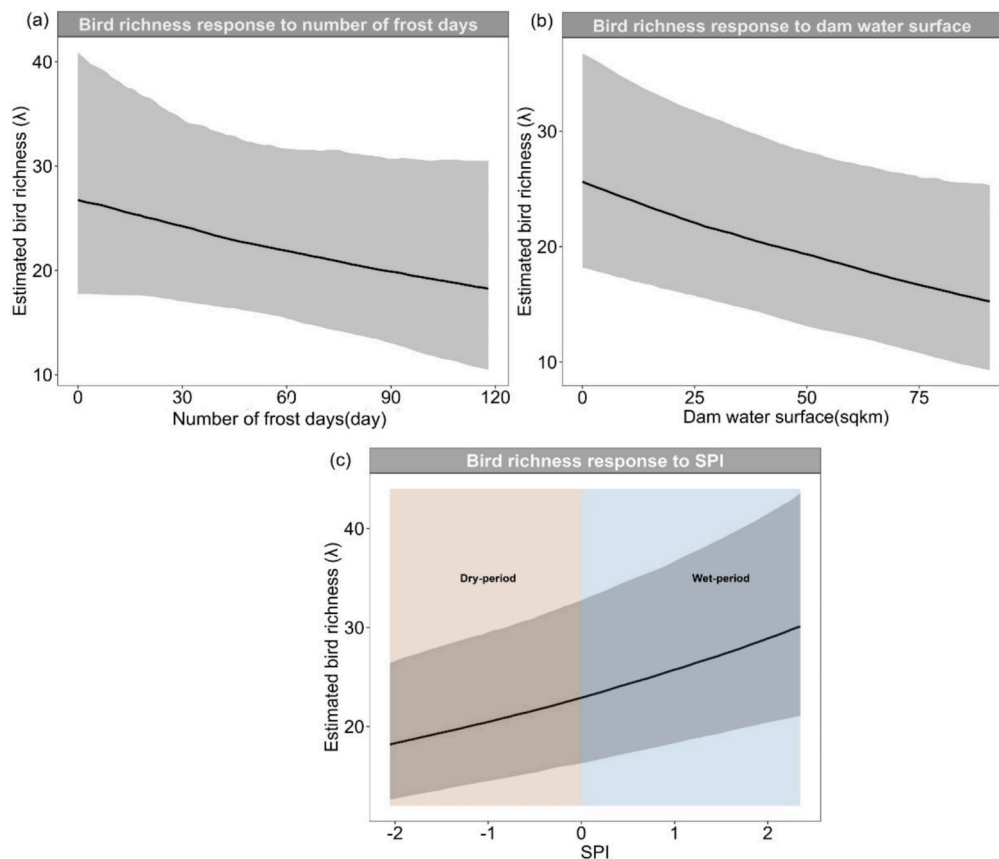 (a)
Bird richness response to number of frost days
Estimated bird richness (λ)
40
30
20
10
0 30 60 90 120
Number of frost days(day)
(b)
Bird richness response to dam water surface
Estimated bird richness (λ)
30
20
10
0 25 50 75
Dam water surface(sqkm)
(c)
Bird richness response to SPI
Estimated bird richness (λ)
40
30
20
Dry-period
Wet-period
-2 -1 0 1 2
SPI